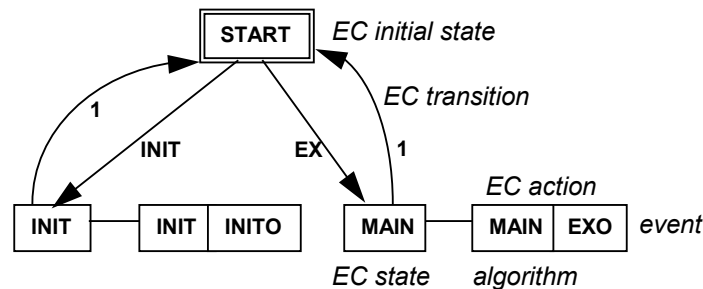 START
EC initial state
EC transition
1
INIT
EX
1
EC action
INIT
INIT
INITO
MAIN
MAIN
EXO
event
EC state
algorithm